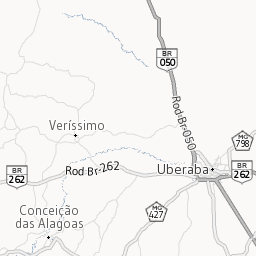 BR
050
Rod Br-050
Veríssimo
MG
798
BR
262
Rod Br-262
Uberaba
BR
262
MG
427
Conceição
das Alagoas